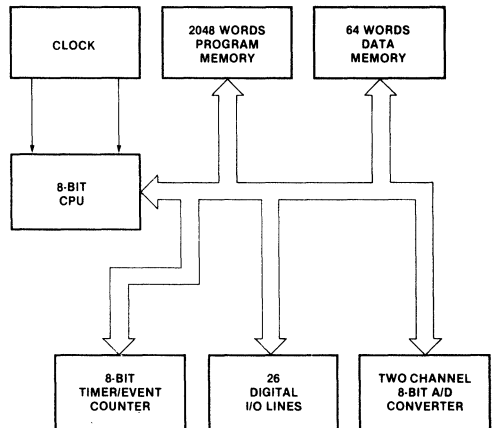 CLOCK
2048 WORDS
PROGRAM
MEMORY
64 WORDS
DATA
MEMORY
8-BIT
CPU
8-BIT
TIMER/EVENT
COUNTER
26
DIGITAL
I/O LINES
TWO CHANNEL
8-BIT A/D
CONVERTER